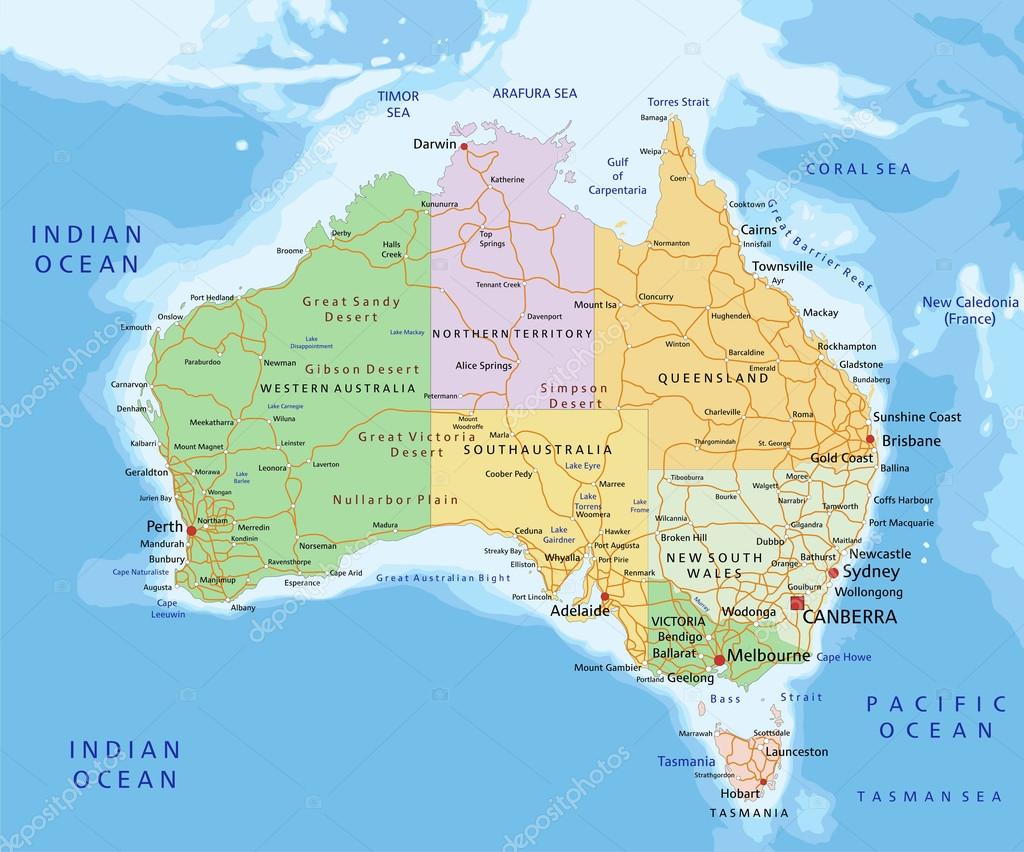 TIMOR
SEA
ARAFURA SEA
Torres Strait
Bamaga
Darwin
Weipa
Gulf
of
Carpentaria
CORAL SEA
Coen
Katherine
Kununurra
Cooktown
Great Barrier Reef
INDIAN
OCEAN
Derby
Broome
Halls
Creek
Top
Springs
Normanton
Cairns
Innisfail
Townsville
Ayr
Port Hedland
Great Sandy
Desert
Tennant Creek
Mount Isa
Cloncurry
New Caledonia
(France)
Onslow
Exmouth
Davenport
Hughenden
Mackay
Lake Mackay
NORTHERN TERRITORY
Lake
Disappointment
Winton
Rockhampton
Barcaldine
Paraburdoo
Newman
Gibson Desert
Alice Springs
Emerald
Gladstone
QUEENSLAND
Bundaberg
Carnarvon
WESTERN AUSTRALIA
Petermann
Simpson
Desert
Denham
Lake Carnegie
Wiluna
Meekatharra
Mount
Woodroffe
Charleville
Roma
Sunshine Coast
Kalbarri
Mount Magnet
Leinster
Great Victoria
Desert
Marla
SOUTHAUSTRALIA
Thargomindah
St. George
Brisbane
Gold Coast
Geraldton
Morawa
Leonora
Laverton
Coober Pedy
Lake Eyre
Ballina
Lake
Barlee
Marree
Tibooburra
Moree
Walgett
Jurien Bay
Wongan
Nullarbor Plain
Lake
Torrens
Woomera
Lake
Frome
Bourke
Narrabri
Tamworth
Coffs Harbour
Perth
Northam
Merredin
Madura
Wilcannia
Gilgandra
Port Macquarie
Mandurah
Kondinin
Norseman
Ceduna
Lake
Gairdner
Hawker
Broken Hill
Dubbo
Maitland
Bunbury
Ravensthorpe
Streaky Bay
Port Augusta
Whyalla
Port Pirie
NEW SOUTH
WALES
Orange
Bathurst
Newcastle
Cape Naturaliste
Manjimup
Cape Arid
Great Australian Bight
Elliston
Renmark
Sydney
Augusta
Esperance
Goulburn
Wollongong
Cape
Leeuwin
Albany
Port Lincoln
Adelaide
Murray
Wodonga
CANBERRA
VICTORIA
Bendigo
Ballarat
Melbourne
Cape Howe
Mount Gambier
Portland
Geelong
Bass Strait
PACIFIC
OCEAN
Marrawah
Scottsdale
INDIAN
OCEAN
Tasmania
Launceston
Strathgordon
Hobart
TASMANIA
TASMAN SEA
depositphotos